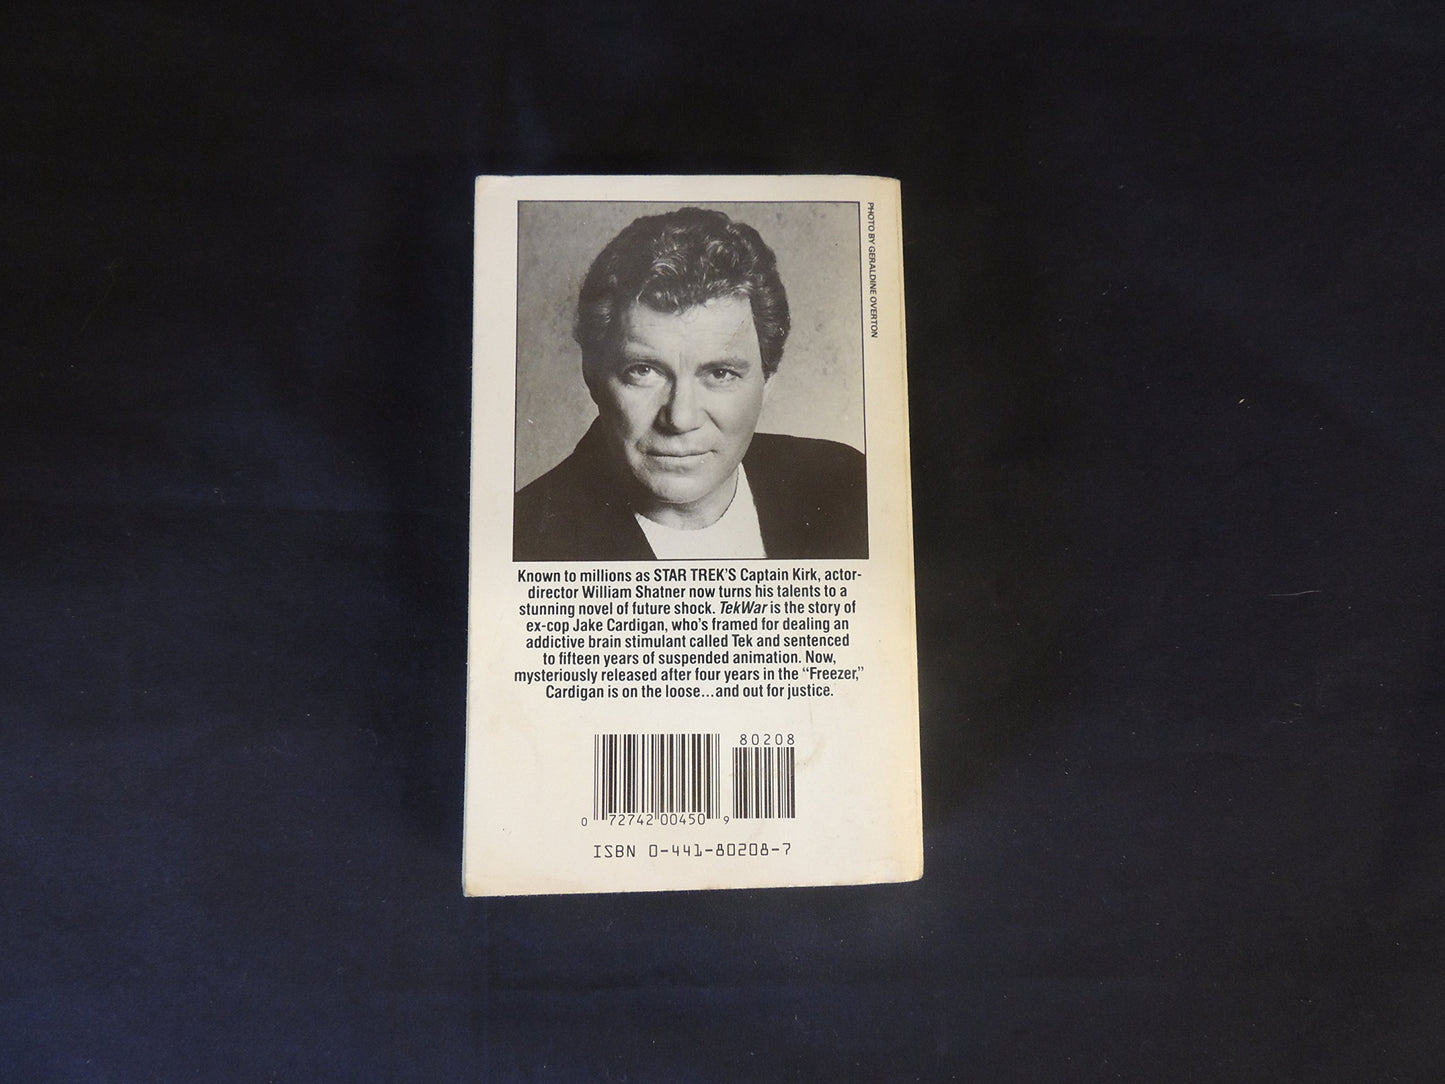 PHOTO BY GERALDINE OVERTON
Known to millions as STAR TREK'S Captain Kirk, actor-
director William Shatner now turns his talents to a
stunning novel of future shock. TekWar is the story of
ex-cop Jake Cardigan, who's framed for dealing an
addictive brain stimulant called Tek and sentenced
to fifteen years of suspended animation. Now,
mysteriously released after four years in the "Freezer,"
Cardigan is on the loose...and out for justice.
80208
0 72742 00450 9
ISBN 0-441-80208-7